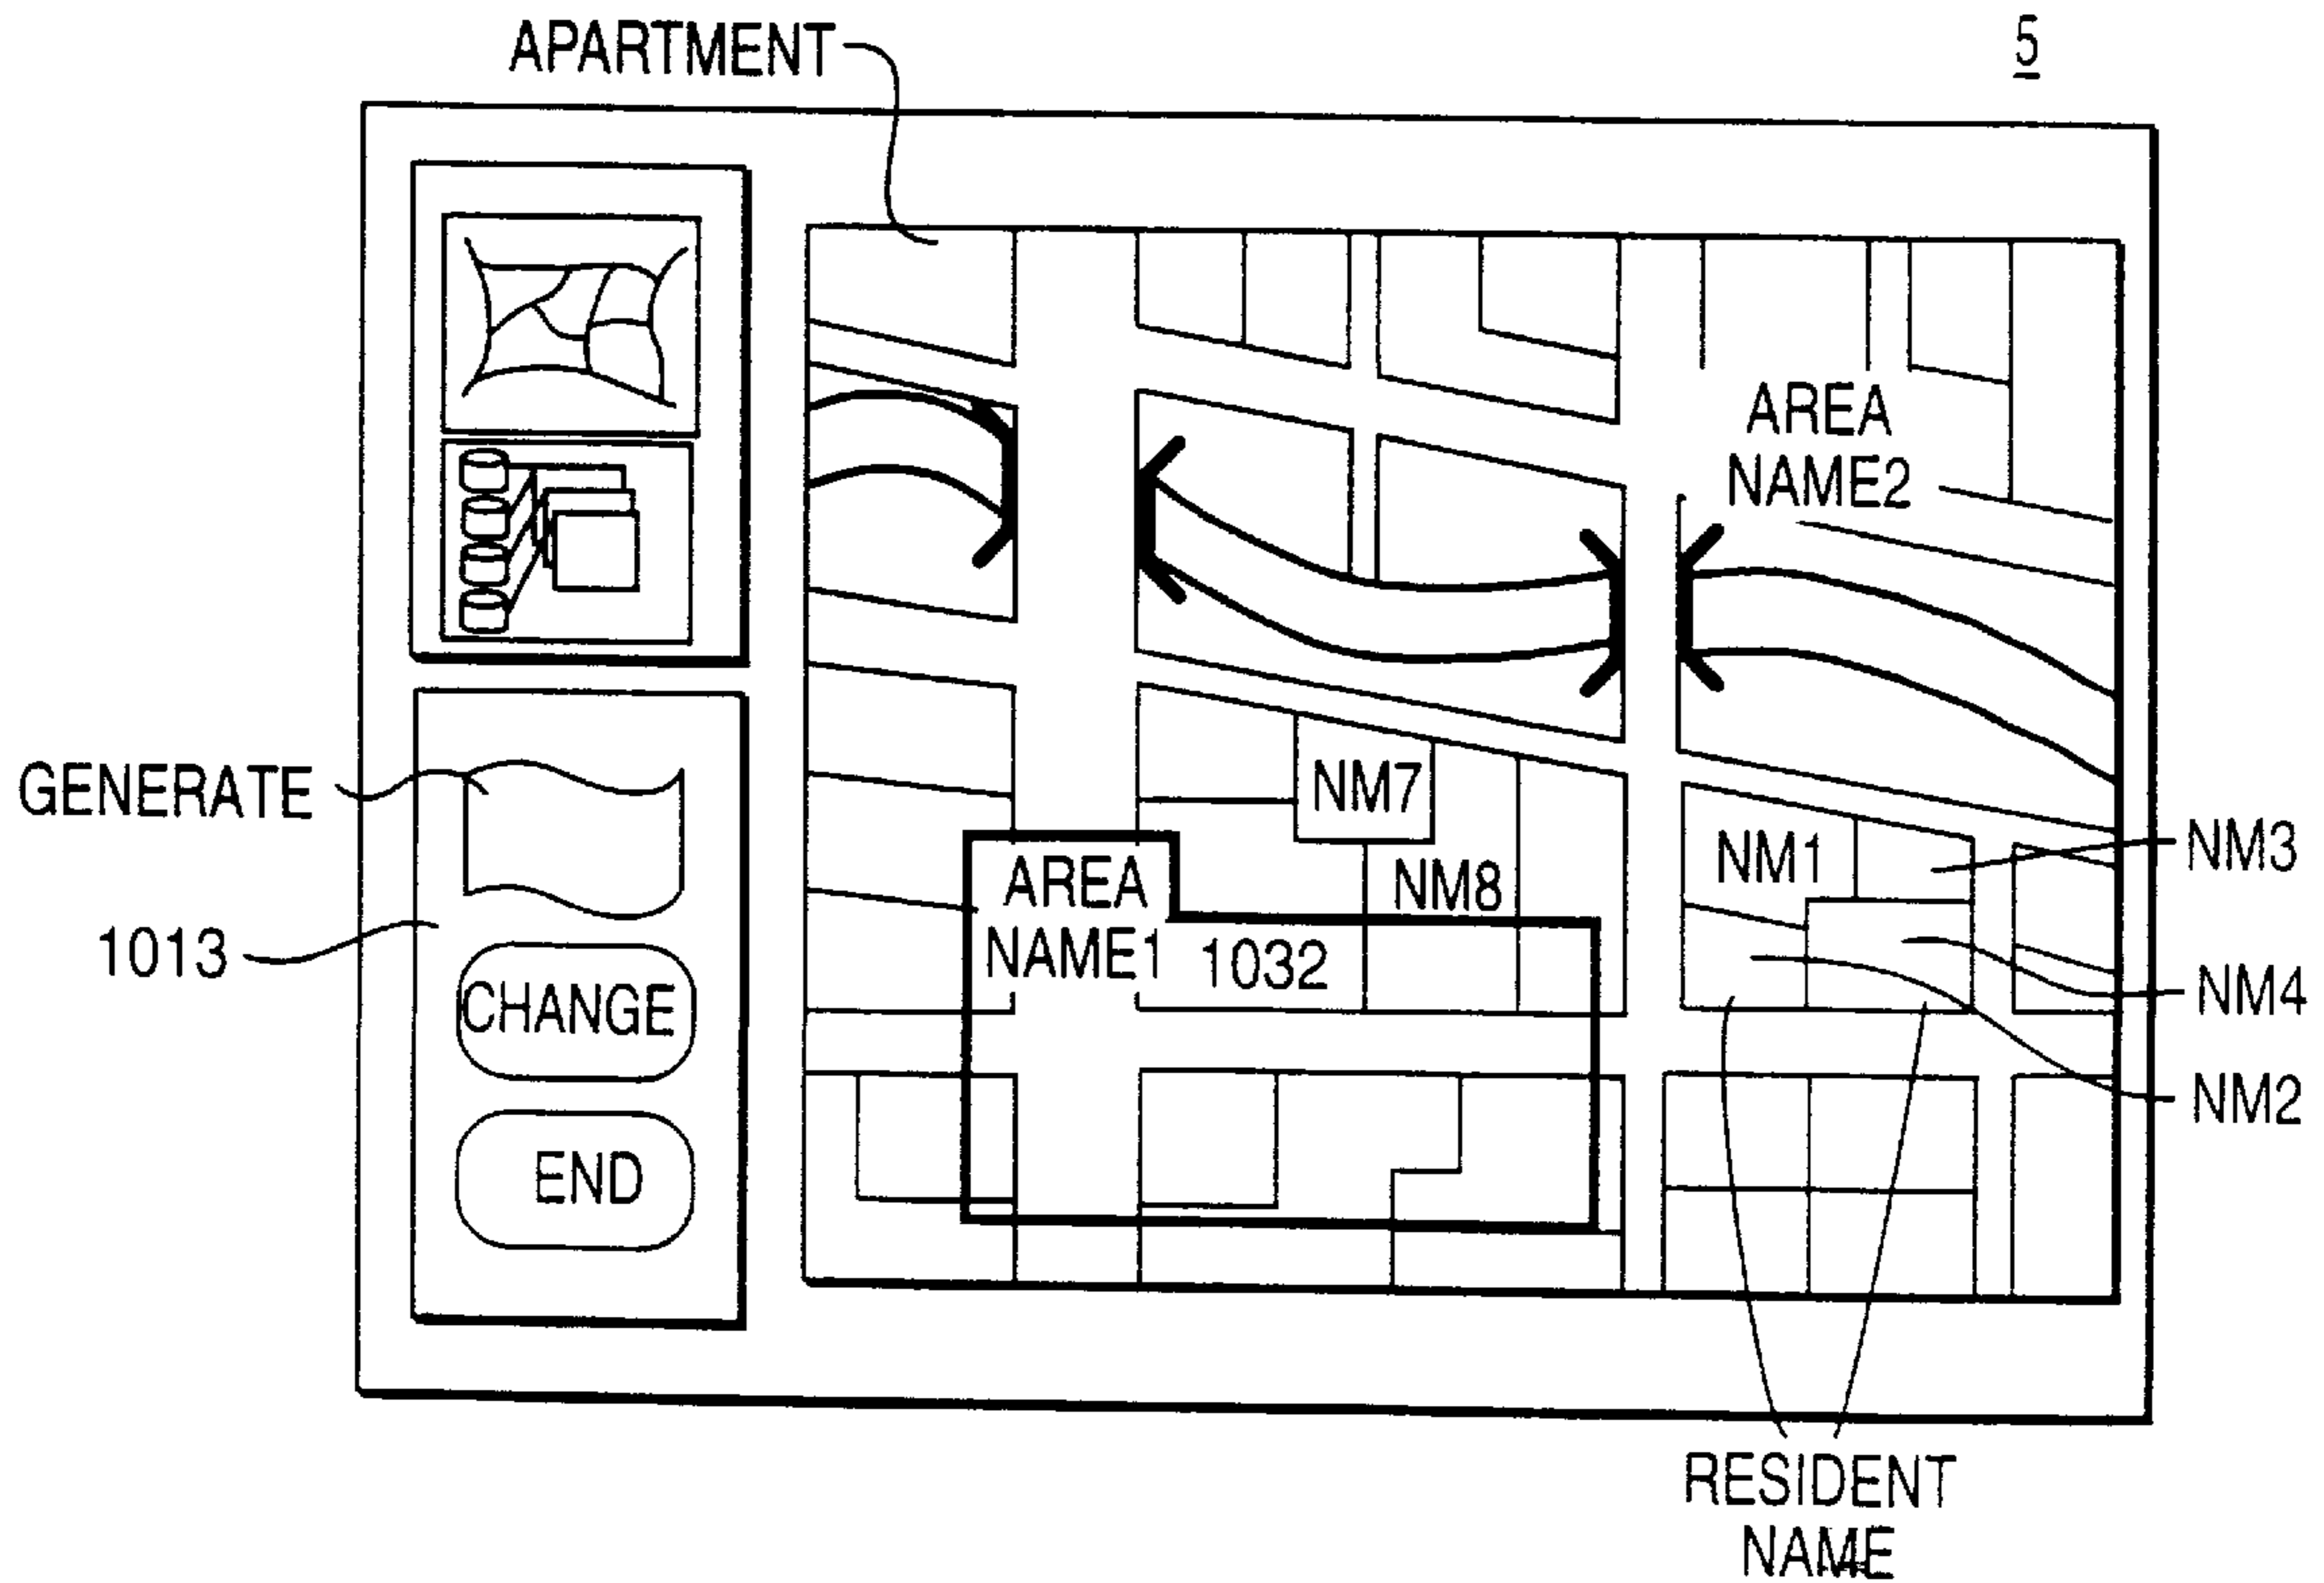 APARTMENT
5
AREA
NAME2
GENERATE
NM7
NM1
NM3
AREA
NM8
1013
NAME1
1032
CHANGE
NM4
NM2
END
RESIDENT
NAME